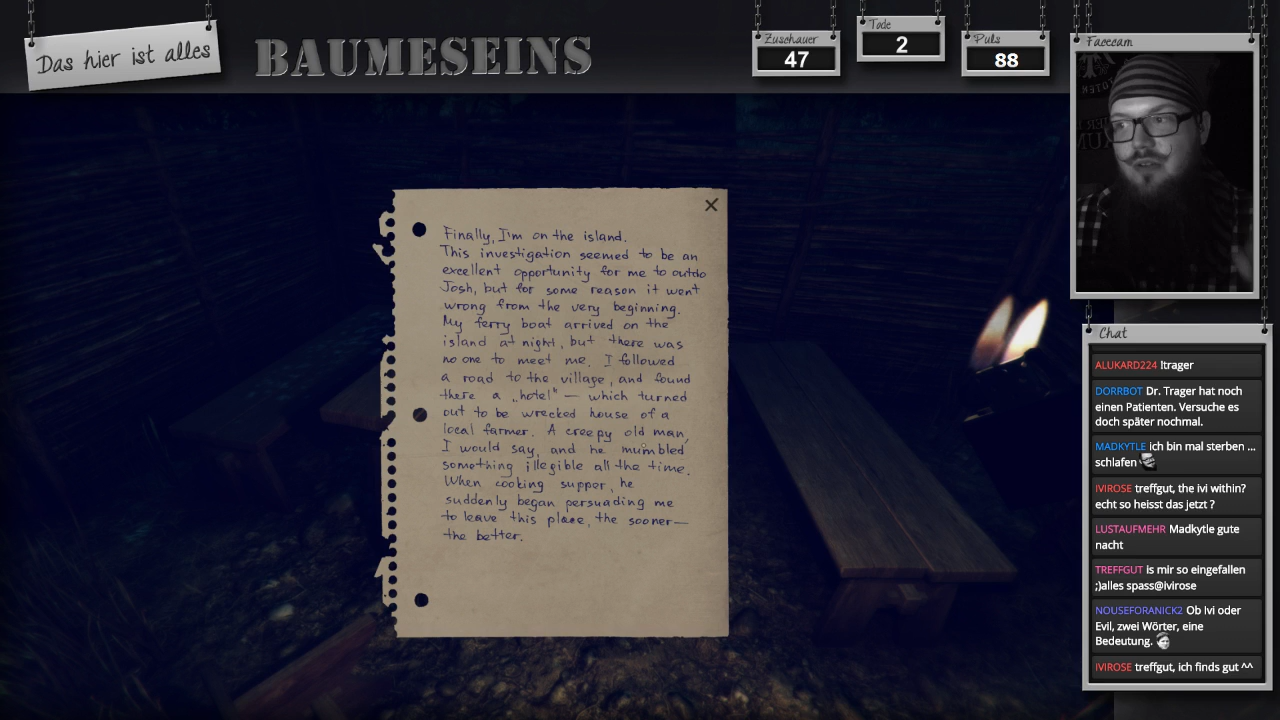 Das hier ist alles
BAUMESEINS
Zuschauer
47
Tode
2
Puls
88
Facecam
Finally, I'm on the island.
This investigation seemed to be an
excellent opportunity for me to outdo
Josh, but for some reason it went
wrong from the very beginning.
My ferry boat arrived on the
island at night, but there was
no one to meet me. I followed
a road to the village, and found
there a „hotel" — which turned
out to be wrecked house of a
local farmer. A creepy old man,
I would say, and he mumbled
something illegible all the time.
When cooking supper, he
suddenly began persuading me
to leave this place, the sooner—
the better.
Chat
ALUKARD224 !trager
DORRBOT Dr. Trager hat noch
einen Patienten. Versuche es
doch später nochmal.
MADKYTLE ich bin mal sterben ...
schlafen
IVIROSE treffgut, the ivi within?
echt so heisst das jetzt ?
LUSTAUFMEHR Madkytle gute
nacht
TREFFGUT is mir so eingefallen
;)alles spass@ivirose
NOUSEFORANICK2 Ob Ivi oder
Evil, zwei Wörter, eine
Bedeutung.
IVIROSE treffgut, ich finds gut ^^